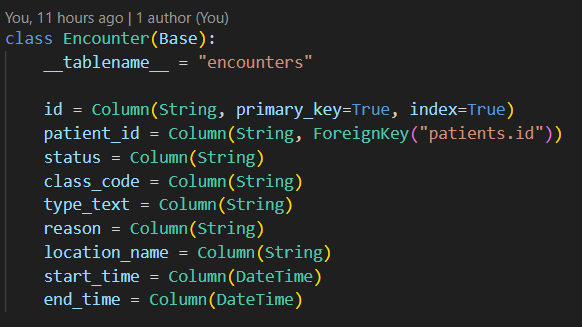 You, 11 hours ago | 1 author (You)
class Encounter(Base):
    __tablename__ = "encounters"

    id = Column(String, primary_key=True, index=True)
    patient_id = Column(String, ForeignKey("patients.id"))
    status = Column(String)
    class_code = Column(String)
    type_text = Column(String)
    reason = Column(String)
    location_name = Column(String)
    start_time = Column(DateTime)
    end_time = Column(DateTime)